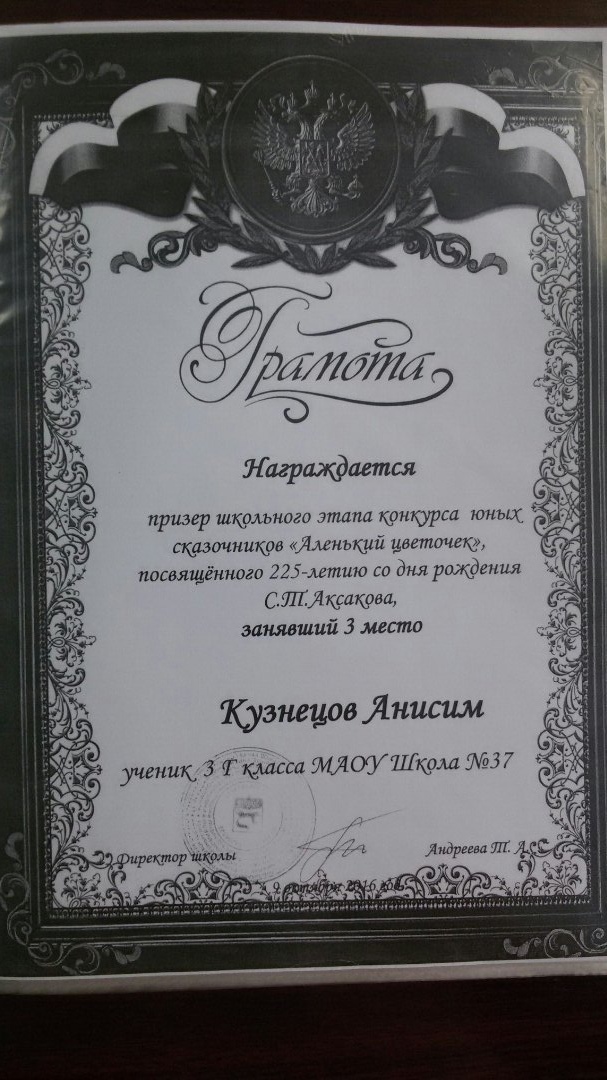 Грамота
Награждается
призер школьного этапа конкурса юных
сказочников «Аленький цветочек»,
посвящённого 225-летию со дня рождения
С.Т.Аксакова,
занявший 3 место
Кузнецов Анисим
ученик 3 Г класса МАОУ Школа №37
Директор школы Андреева Т. А.
2016